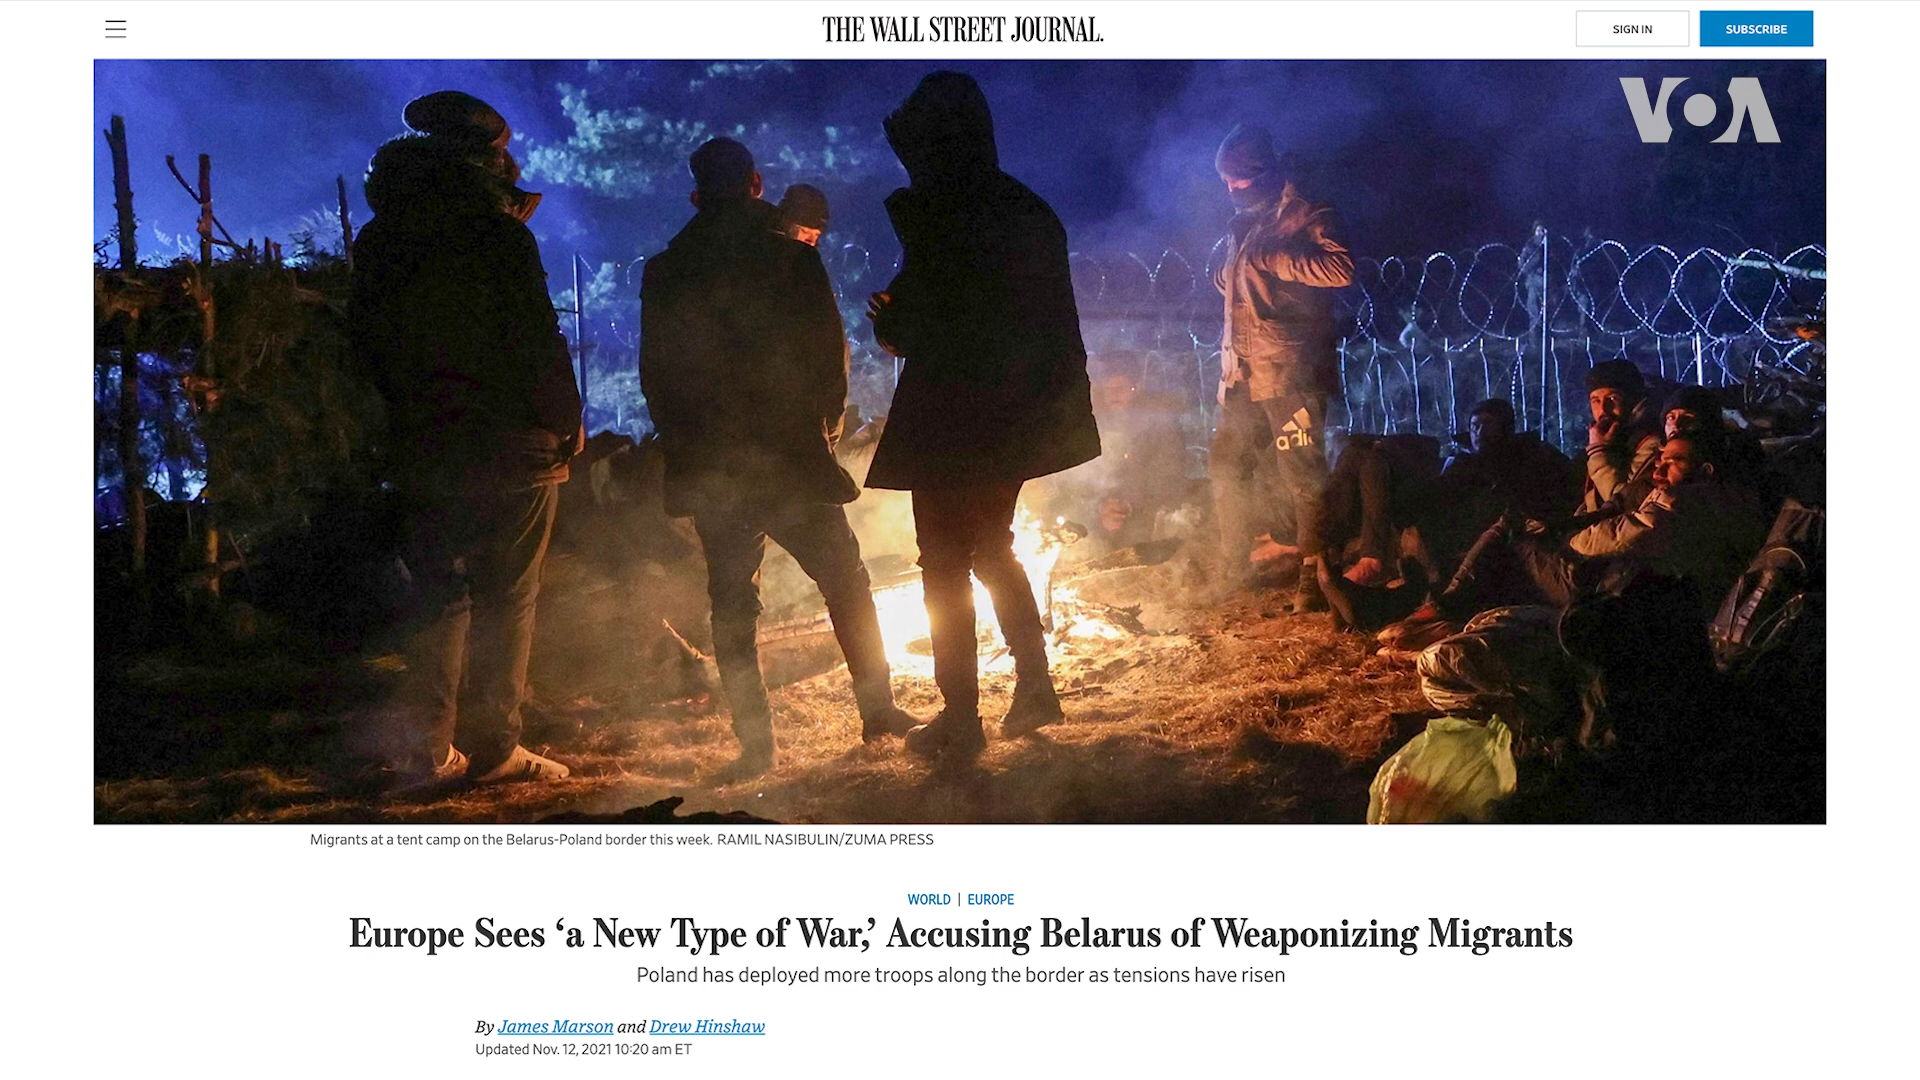 THE WALL STREET JOURNAL.
SIGN IN
SUBSCRIBE
VOA
adi
Migrants at a tent camp on the Belarus-Poland border this week. RAMIL NASIBULIN/ZUMA PRESS
WORLD | EUROPE
Europe Sees ‘a New Type of War,’ Accusing Belarus of Weaponizing Migrants
Poland has deployed more troops along the border as tensions have risen
By James Marson and Drew Hinshaw
Updated Nov. 12, 2021 10:20 am ET